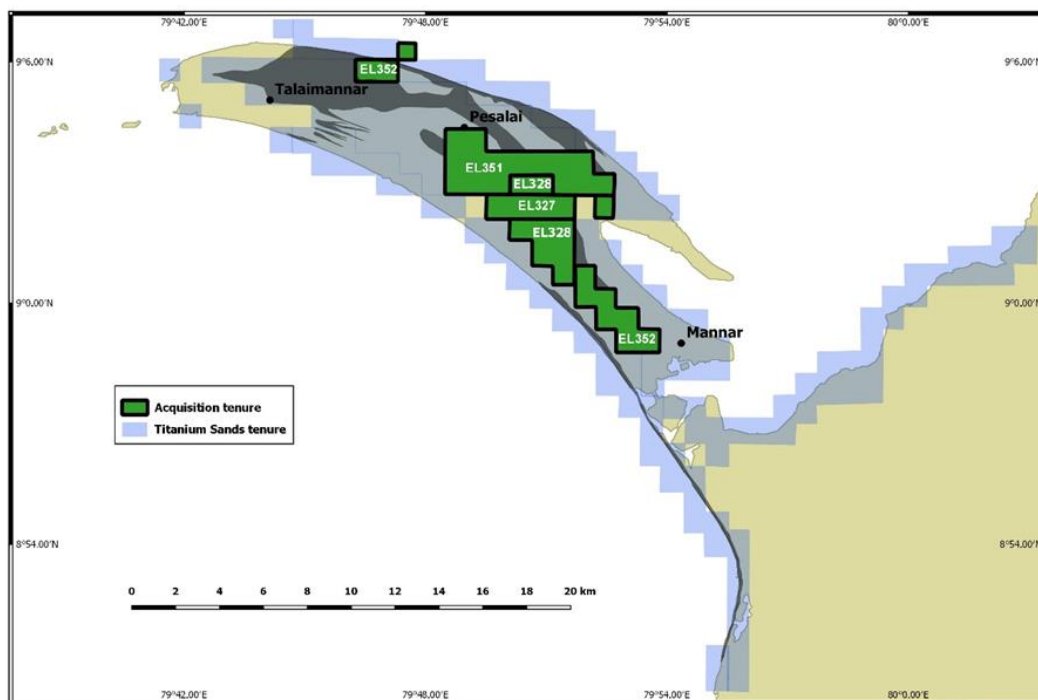 79°42.00'E 79°48.00'E 79°54.00'E 80°0.00'E
9°6.00'N 9°6.00'N
EL352
Talaimannar
Pesalai
EL351
EL328
EL327
EL328
9°0.00'N 9°0.00'N
EL352
Mannar
Acquisition tenure
Titanium Sands tenure
8°54.00'N 8°54.00'N
0 2 4 6 8 10 12 14 16 18 20 km
79°42.00'E 79°48.00'E 79°54.00'E 80°0.00'E